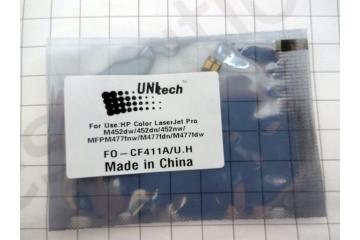 UNItech
For Use:HP Color LaserJet Pro
M452dw/452dn/452nw/
MFPM477fnw/M477fdn/M477fdw
FO-CF411A/U.H
Made in China